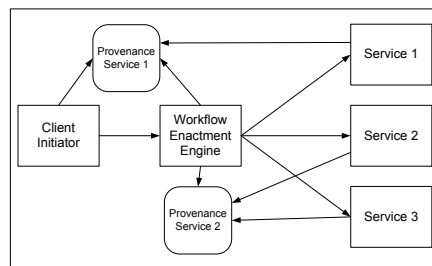 Provenance
Service 1
Service 1
Client
Initiator
Workflow
Enactment
Engine
Service 2
Provenance
Service 2
Service 3